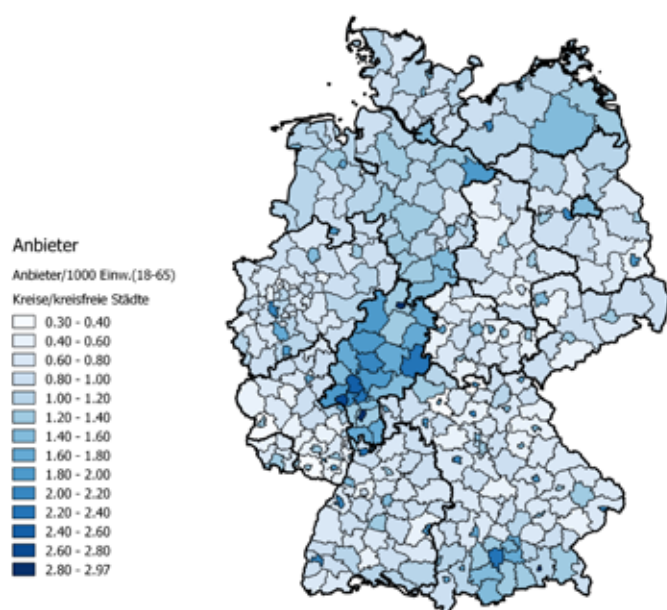 Anbieter
Anbieter/1000 Einw.(18-65)
Kreise/kreisfreie Städte
0.30 - 0.40
0.40 - 0.60
0.60 - 0.80
0.80 - 1.00
1.00 - 1.20
1.20 - 1.40
1.40 - 1.60
1.60 - 1.80
1.80 - 2.00
2.00 - 2.20
2.20 - 2.40
2.40 - 2.60
2.60 - 2.80
2.80 - 2.97